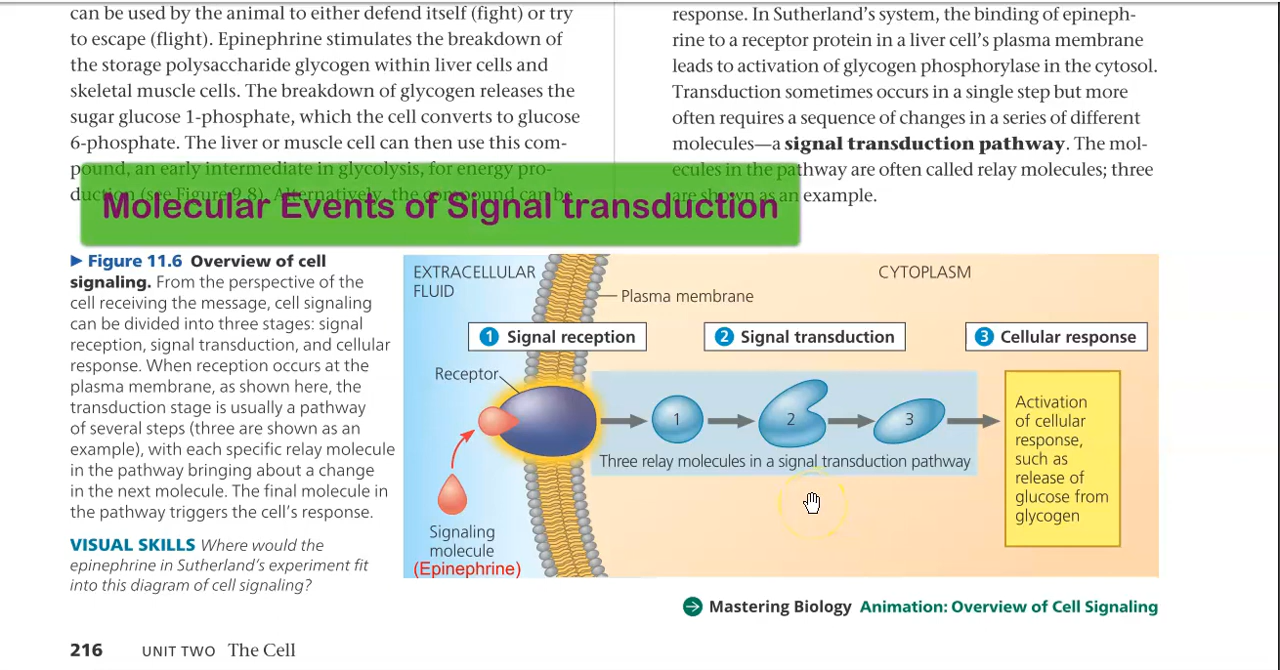 can be used by the animal to either defend itself (fight) or try
to escape (flight). Epinephrine stimulates the breakdown of
the storage polysaccharide glycogen within liver cells and
skeletal muscle cells. The breakdown of glycogen releases the
sugar glucose 1-phosphate, which the cell converts to glucose
6-phosphate. The liver or muscle cell can then use this com-
pound, an early intermediate in glycolysis, for energy pro-
duction (see Figure 9.8). Alternatively, the compound can be
response. In Sutherland's system, the binding of epineph-
rine to a receptor protein in a liver cell's plasma membrane
leads to activation of glycogen phosphorylase in the cytosol.
Transduction sometimes occurs in a single step but more
often requires a sequence of changes in a series of different
molecules—a signal transduction pathway. The mol-
ecules in the pathway are often called relay molecules; three
are shown as an example.
Molecular Events of Signal transduction
▶ Figure 11.6 Overview of cell
signaling. From the perspective of the
cell receiving the message, cell signaling
can be divided into three stages: signal
reception, signal transduction, and cellular
response. When reception occurs at the
plasma membrane, as shown here, the
transduction stage is usually a pathway
of several steps (three are shown as an
example), with each specific relay molecule
in the pathway bringing about a change
in the next molecule. The final molecule in
the pathway triggers the cell's response.
VISUAL SKILLS Where would the
epinephrine in Sutherland's experiment fit
into this diagram of cell signaling?
EXTRACELLULAR
FLUID
CYTOPLASM
Plasma membrane
1 Signal reception
2 Signal transduction
3 Cellular response
Receptor
1
2
3
Three relay molecules in a signal transduction pathway
Activation
of cellular
response,
such as
release of
glucose from
glycogen
Signaling
molecule
(Epinephrine)
Mastering Biology Animation: Overview of Cell Signaling
216 UNIT TWO The Cell